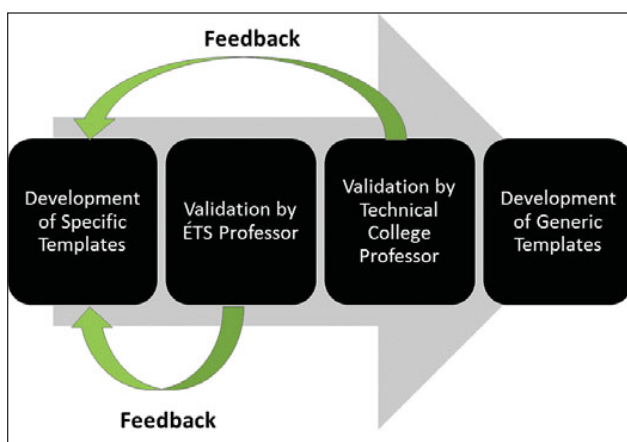 Feedback
Development
of Specific
Templates
Validation by
ÉTS Professor
Validation by
Technical
College
Professor
Development
of Generic
Templates
Feedback